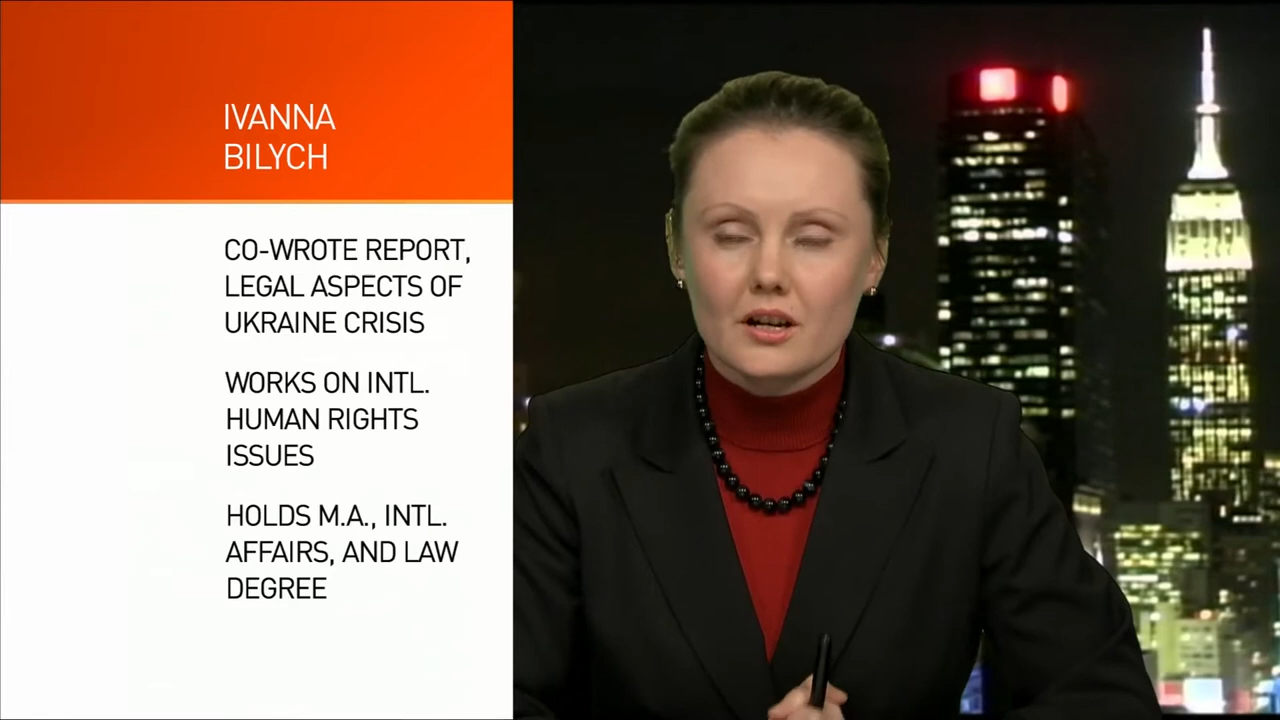 IVANNA
BILYCH
CO-WROTE REPORT,
LEGAL ASPECTS OF
UKRAINE CRISIS
WORKS ON INTL.
HUMAN RIGHTS
ISSUES
HOLDS M.A., INTL.
AFFAIRS, AND LAW
DEGREE